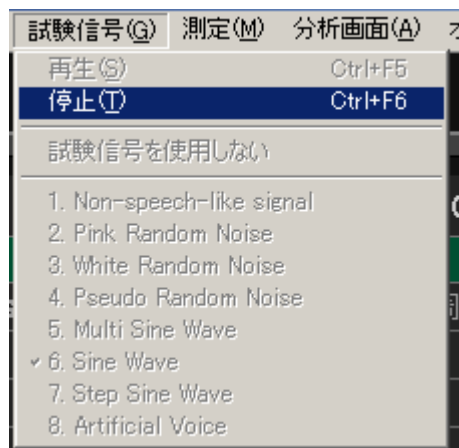 試験信号(G) 測定(M) 分析画面(A)
再生(S) Ctrl+F5
停止(T) Ctrl+F6
試験信号を使用しない
1. Non-speech-like signal
2. Pink Random Noise
3. White Random Noise
4. Pseudo Random Noise
5. Multi Sine Wave
✓ 6. Sine Wave
7. Step Sine Wave
8. Artificial Voice